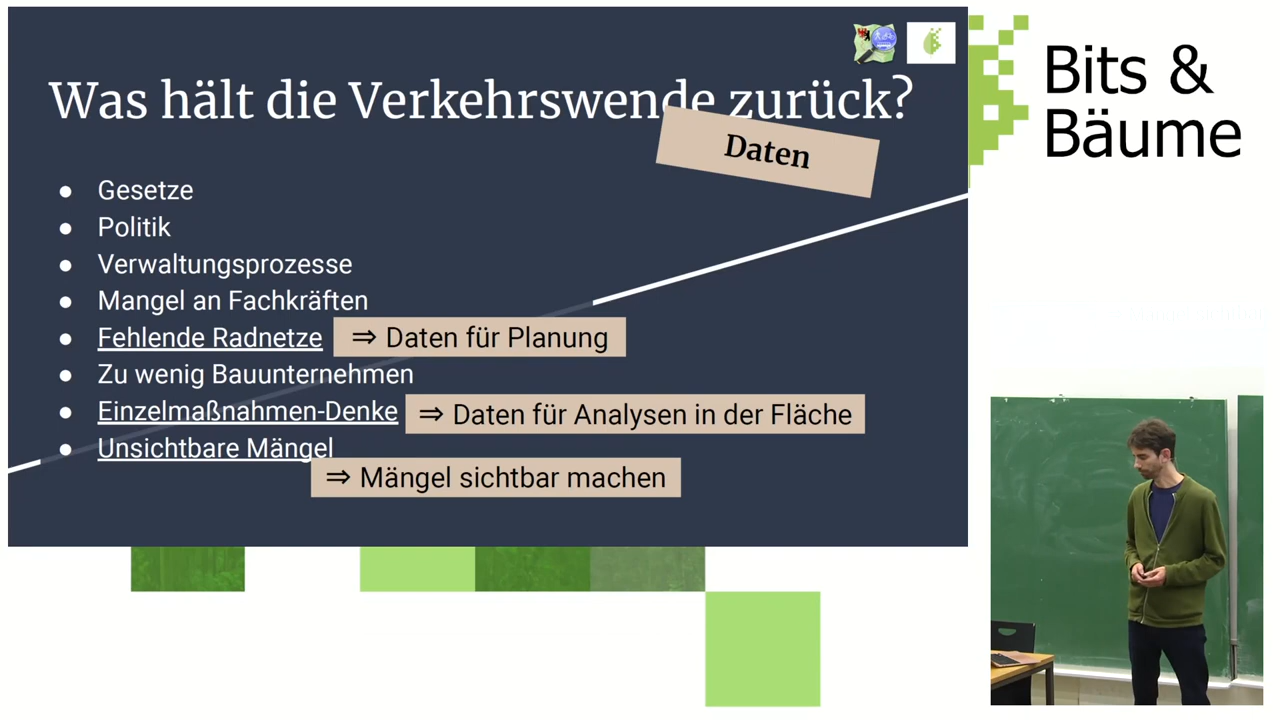 Was hält die Verkehrswende zurück?
Daten
● Gesetze
● Politik
● Verwaltungsprozesse
● Mangel an Fachkräften
● Fehlende Radnetze ⇒ Daten für Planung
● Zu wenig Bauunternehmen
● Einzelmaßnahmen-Denke ⇒ Daten für Analysen in der Fläche
● Unsichtbare Mängel
⇒ Mängel sichtbar machen
Bits &
Bäume